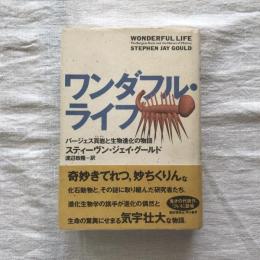 WONDERFUL LIFE
The Burgess Shale and the Nature of History
STEPHEN JAY GOULD
ワンダフル・
ライフ
バージェス頁岩と生物進化の物語
スティーヴン・ジェイ・グールド
渡辺政隆・訳
奇妙きてれつ、妙ちくりんな
化石動物と、その謎に取り組んだ研究者たち。
進化生物学の旗手が進化の偶然と
生命の驚異にせまる気宇壮大な物語。